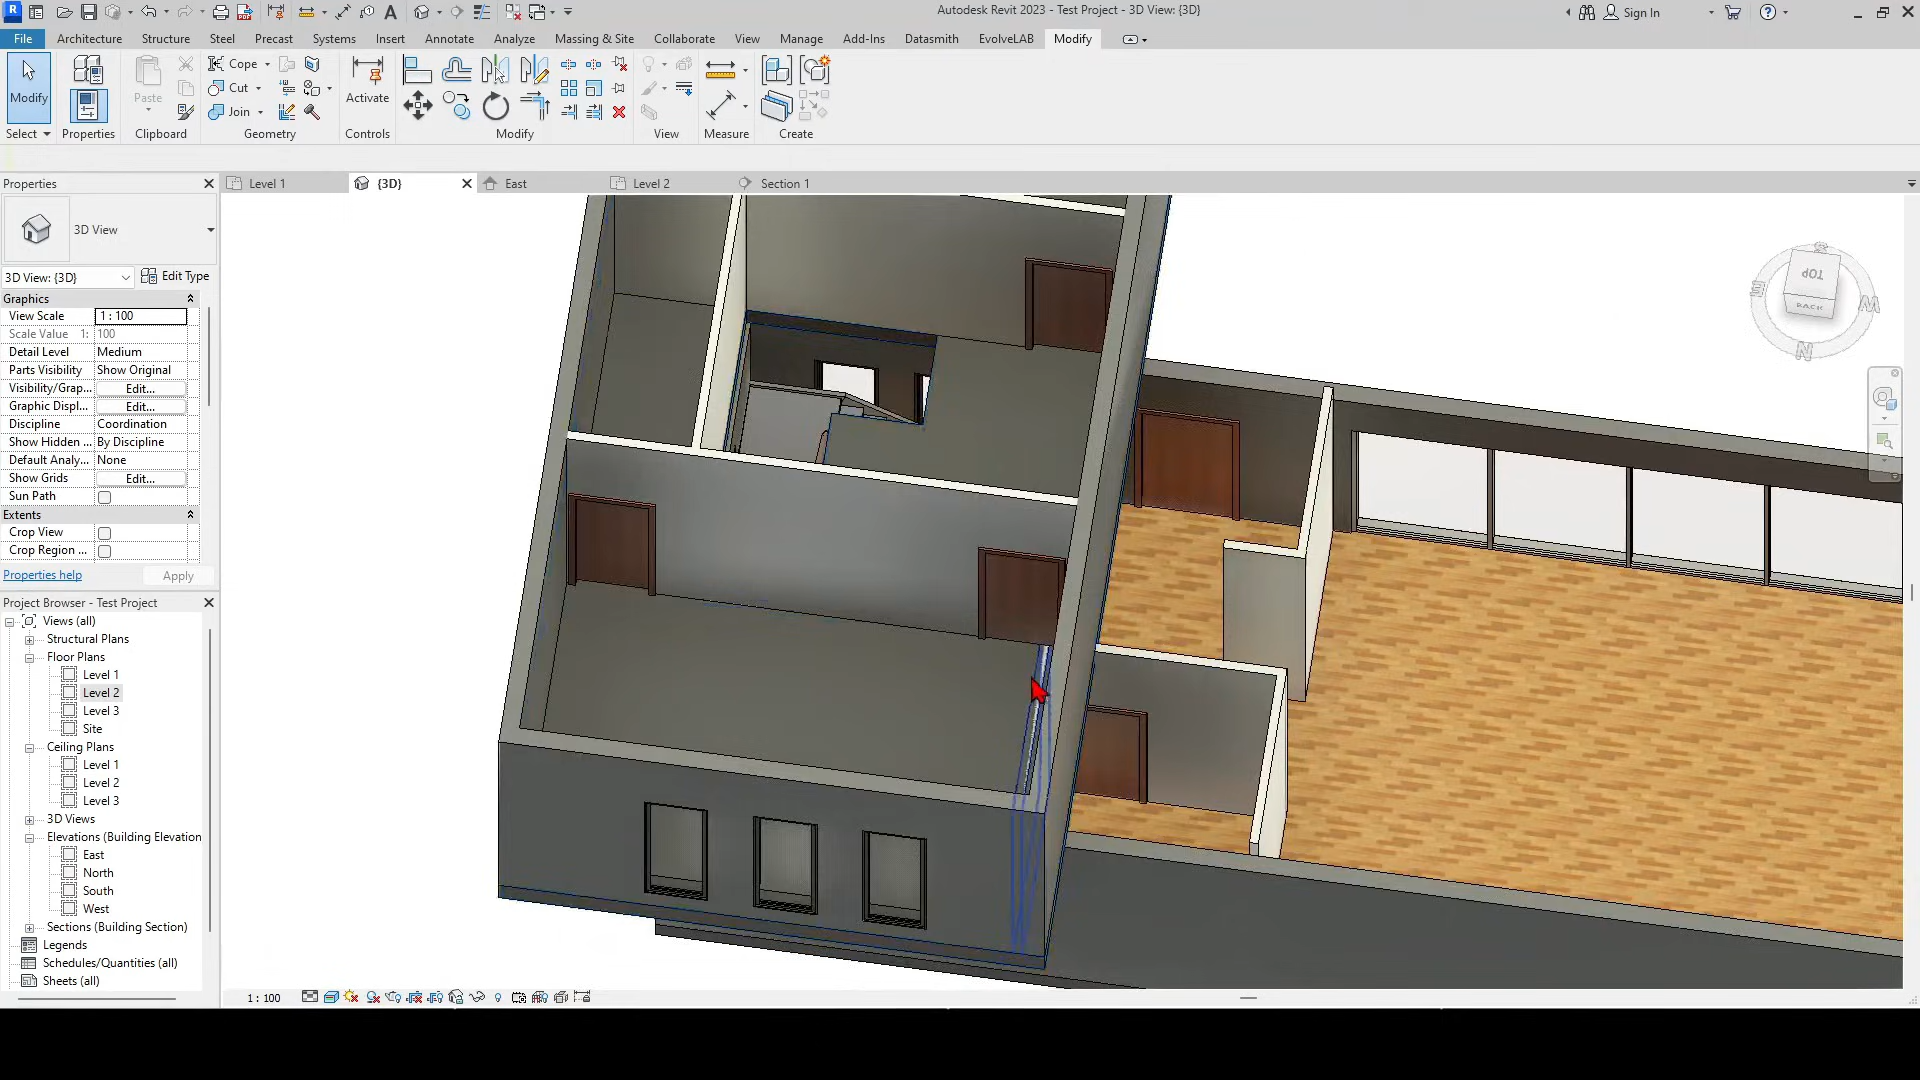 Autodesk Revit 2023 - Test Project - 3D View: {3D}
Sign In
File Architecture Structure Steel Precast Systems Insert Annotate Analyze Massing & Site Collaborate View Manage Add-Ins Datasmith EvolveLAB Modify
Modify
Paste
Cope
Cut
Join
Activate
Select Properties Clipboard Geometry Controls Modify View Measure Create
Properties
Level 1
{3D}
East
Level 2
Section 1
3D View
3D View: {3D}
Edit Type
Graphics
View Scale 1 : 100
Scale Value 1: 100
Detail Level Medium
Parts Visibility Show Original
Visibility/Grap... Edit...
Graphic Displ... Edit...
Discipline Coordination
Show Hidden ... By Discipline
Default Analy... None
Show Grids Edit...
Sun Path
Extents
Crop View
Crop Region ...
Properties help Apply
Project Browser - Test Project
Views (all)
Structural Plans
Floor Plans
Level 1
Level 2
Level 3
Site
Ceiling Plans
Level 1
Level 2
Level 3
3D Views
Elevations (Building Elevation
East
North
South
West
Sections (Building Section)
Legends
Schedules/Quantities (all)
Sheets (all)
1 : 100
S
TOP
E
BACK
W
N